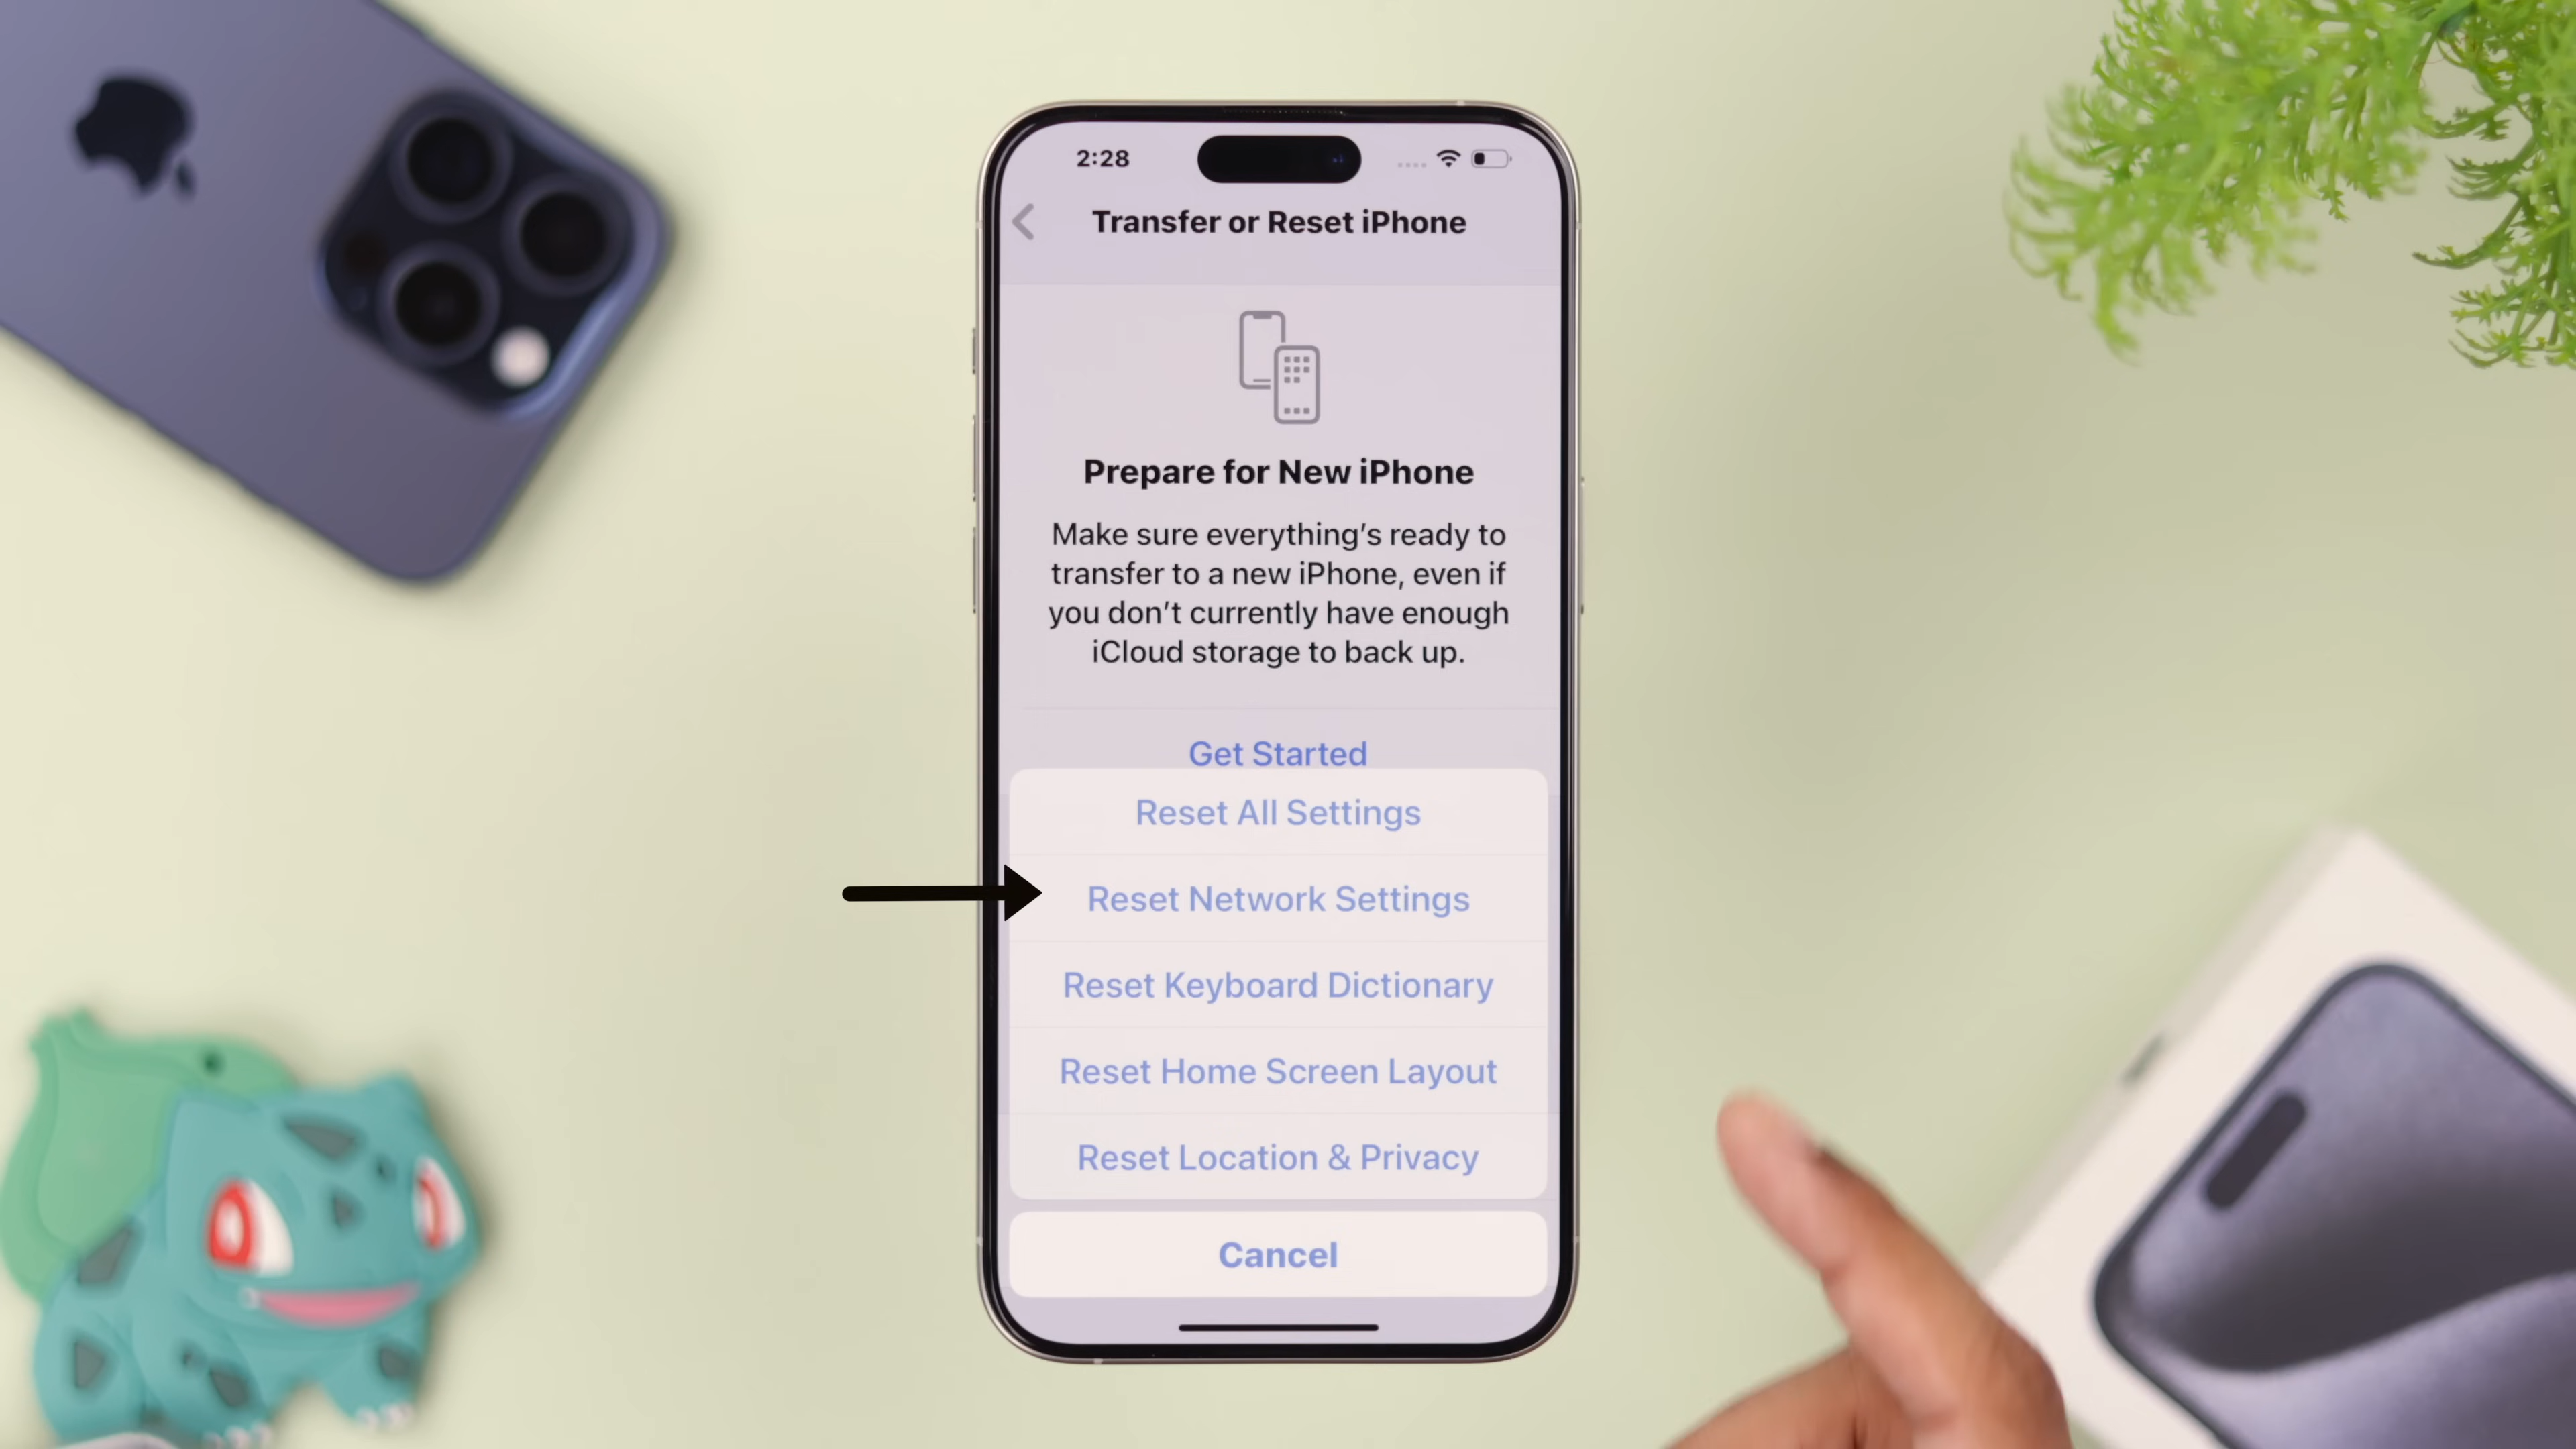 2:28
Transfer or Reset iPhone
Prepare for New iPhone
Make sure everything's ready to
transfer to a new iPhone, even if
you don't currently have enough
iCloud storage to back up.
Get Started
Reset All Settings
Reset Network Settings
Reset Keyboard Dictionary
Reset Home Screen Layout
Reset Location & Privacy
Cancel